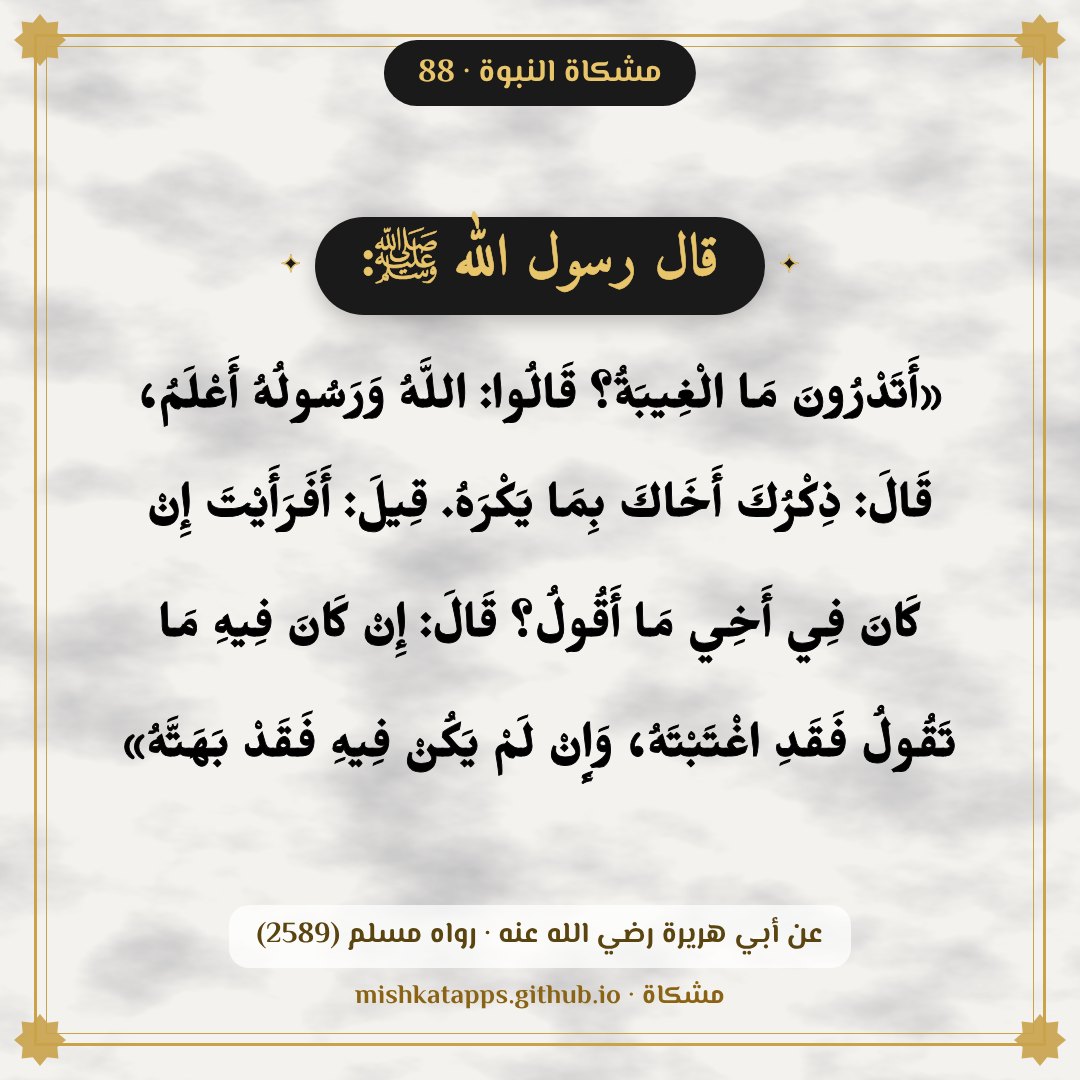 مشكاة النبوة · 88
قال رسول الله ﷺ:
«أَتَدْرُونَ مَا الْغِيبَةُ؟ قَالُوا: اللَّهُ وَرَسُولُهُ أَعْلَمُ،
قَالَ: ذِكْرُكَ أَخَاكَ بِمَا يَكْرَهُ. قِيلَ: أَفَرَأَيْتَ إِنْ
كَانَ فِي أَخِي مَا أَقُولُ؟ قَالَ: إِنْ كَانَ فِيهِ مَا
تَقُولُ فَقَدِ اغْتَبْتَهُ، وَإِنْ لَمْ يَكُنْ فِيهِ فَقَدْ بَهَتَّهُ»
عن أبي هريرة رضي الله عنه · رواه مسلم (2589)
مشكاة · mishkatapps.github.io